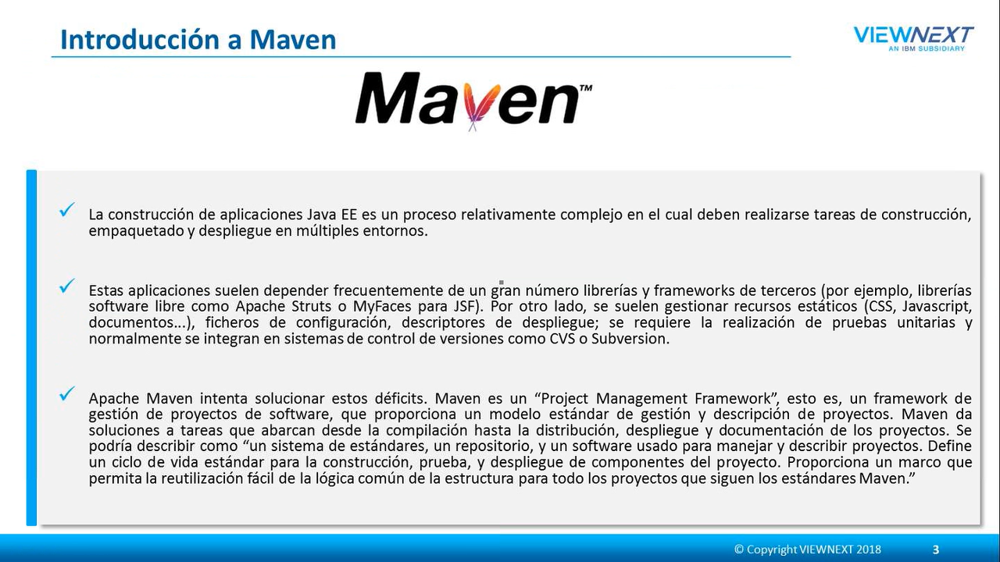 Introducción a Maven
VIEWNEXT
AN IBM SUBSIDIARY
Maven™
✓ La construcción de aplicaciones Java EE es un proceso relativamente complejo en el cual deben realizarse tareas de construcción,
empaquetado y despliegue en múltiples entornos.
✓ Estas aplicaciones suelen depender frecuentemente de un gran número librerías y frameworks de terceros (por ejemplo, librerías
software libre como Apache Struts o MyFaces para JSF). Por otro lado, se suelen gestionar recursos estáticos (CSS, Javascript,
documentos...), ficheros de configuración, descriptores de despliegue; se requiere la realización de pruebas unitarias y
normalmente se integran en sistemas de control de versiones como CVS o Subversion.
✓ Apache Maven intenta solucionar estos déficits. Maven es un “Project Management Framework”, esto es, un framework de
gestión de proyectos de software, que proporciona un modelo estándar de gestión y descripción de proyectos. Maven da
soluciones a tareas que abarcan desde la compilación hasta la distribución, despliegue y documentación de los proyectos. Se
podría describir como “un sistema de estándares, un repositorio, y un software usado para manejar y describir proyectos. Define
un ciclo de vida estándar para la construcción, prueba, y despliegue de componentes del proyecto. Proporciona un marco que
permita la reutilización fácil de la lógica común de la estructura para todo los proyectos que siguen los estándares Maven.”
© Copyright VIEWNEXT 2018
3